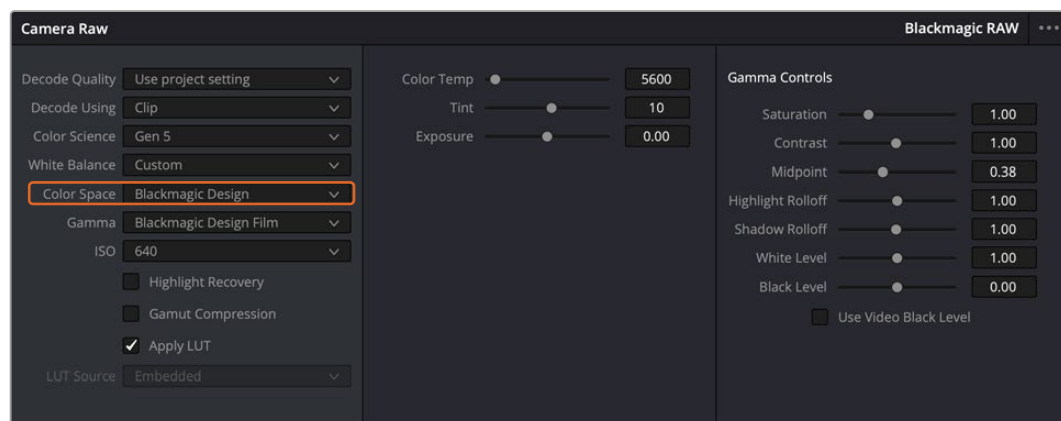 Camera Raw
Blackmagic RAW
Decode Quality Use project setting
Decode Using Clip
Color Science Gen 5
White Balance Custom
Color Space Blackmagic Design
Gamma Blackmagic Design Film
ISO 640
Highlight Recovery
Gamut Compression
Apply LUT
LUT Source Embedded
Color Temp 5600
Tint 10
Exposure 0.00
Gamma Controls
Saturation 1.00
Contrast 1.00
Midpoint 0.38
Highlight Rolloff 1.00
Shadow Rolloff 1.00
White Level 1.00
Black Level 0.00
Use Video Black Level